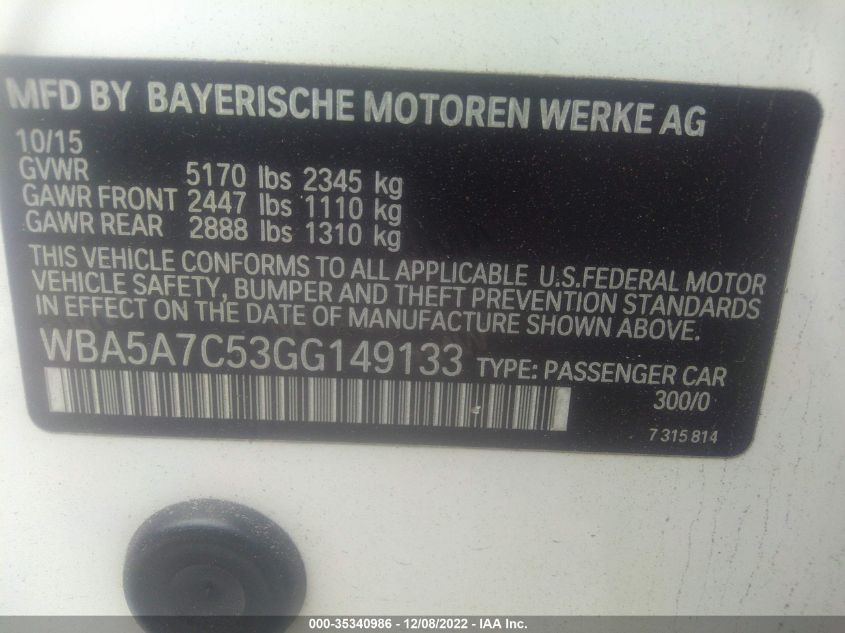 MFD BY BAYERISCHE MOTOREN WERKE AG
10/15
GVWR 5170 lbs 2345 kg
GAWR FRONT 2447 lbs 1110 kg
GAWR REAR 2888 lbs 1310 kg
THIS VEHICLE CONFORMS TO ALL APPLICABLE U.S.FEDERAL MOTOR
VEHICLE SAFETY, BUMPER AND THEFT PREVENTION STANDARDS
IN EFFECT ON THE DATE OF MANUFACTURE SHOWN ABOVE.
WBA5A7C53GG149133 TYPE: PASSENGER CAR
300/0
7 315 814
000-35340986 - 12/08/2022 - IAA Inc.